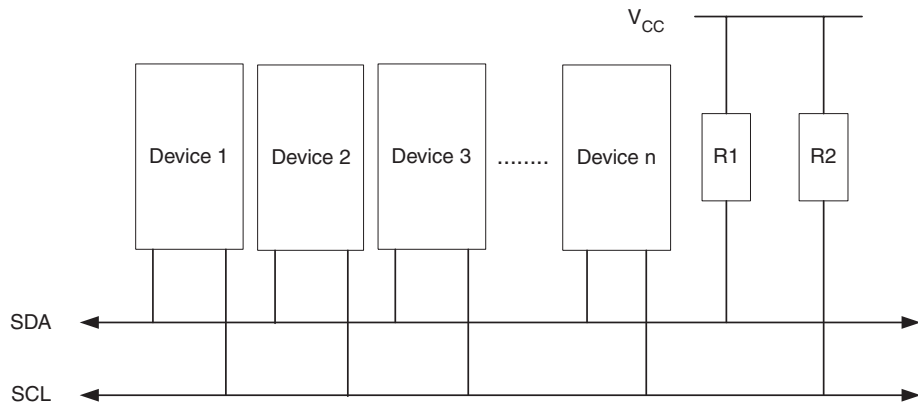 VCC
Device 1 Device 2 Device 3 ........ Device n R1 R2
SDA
SCL